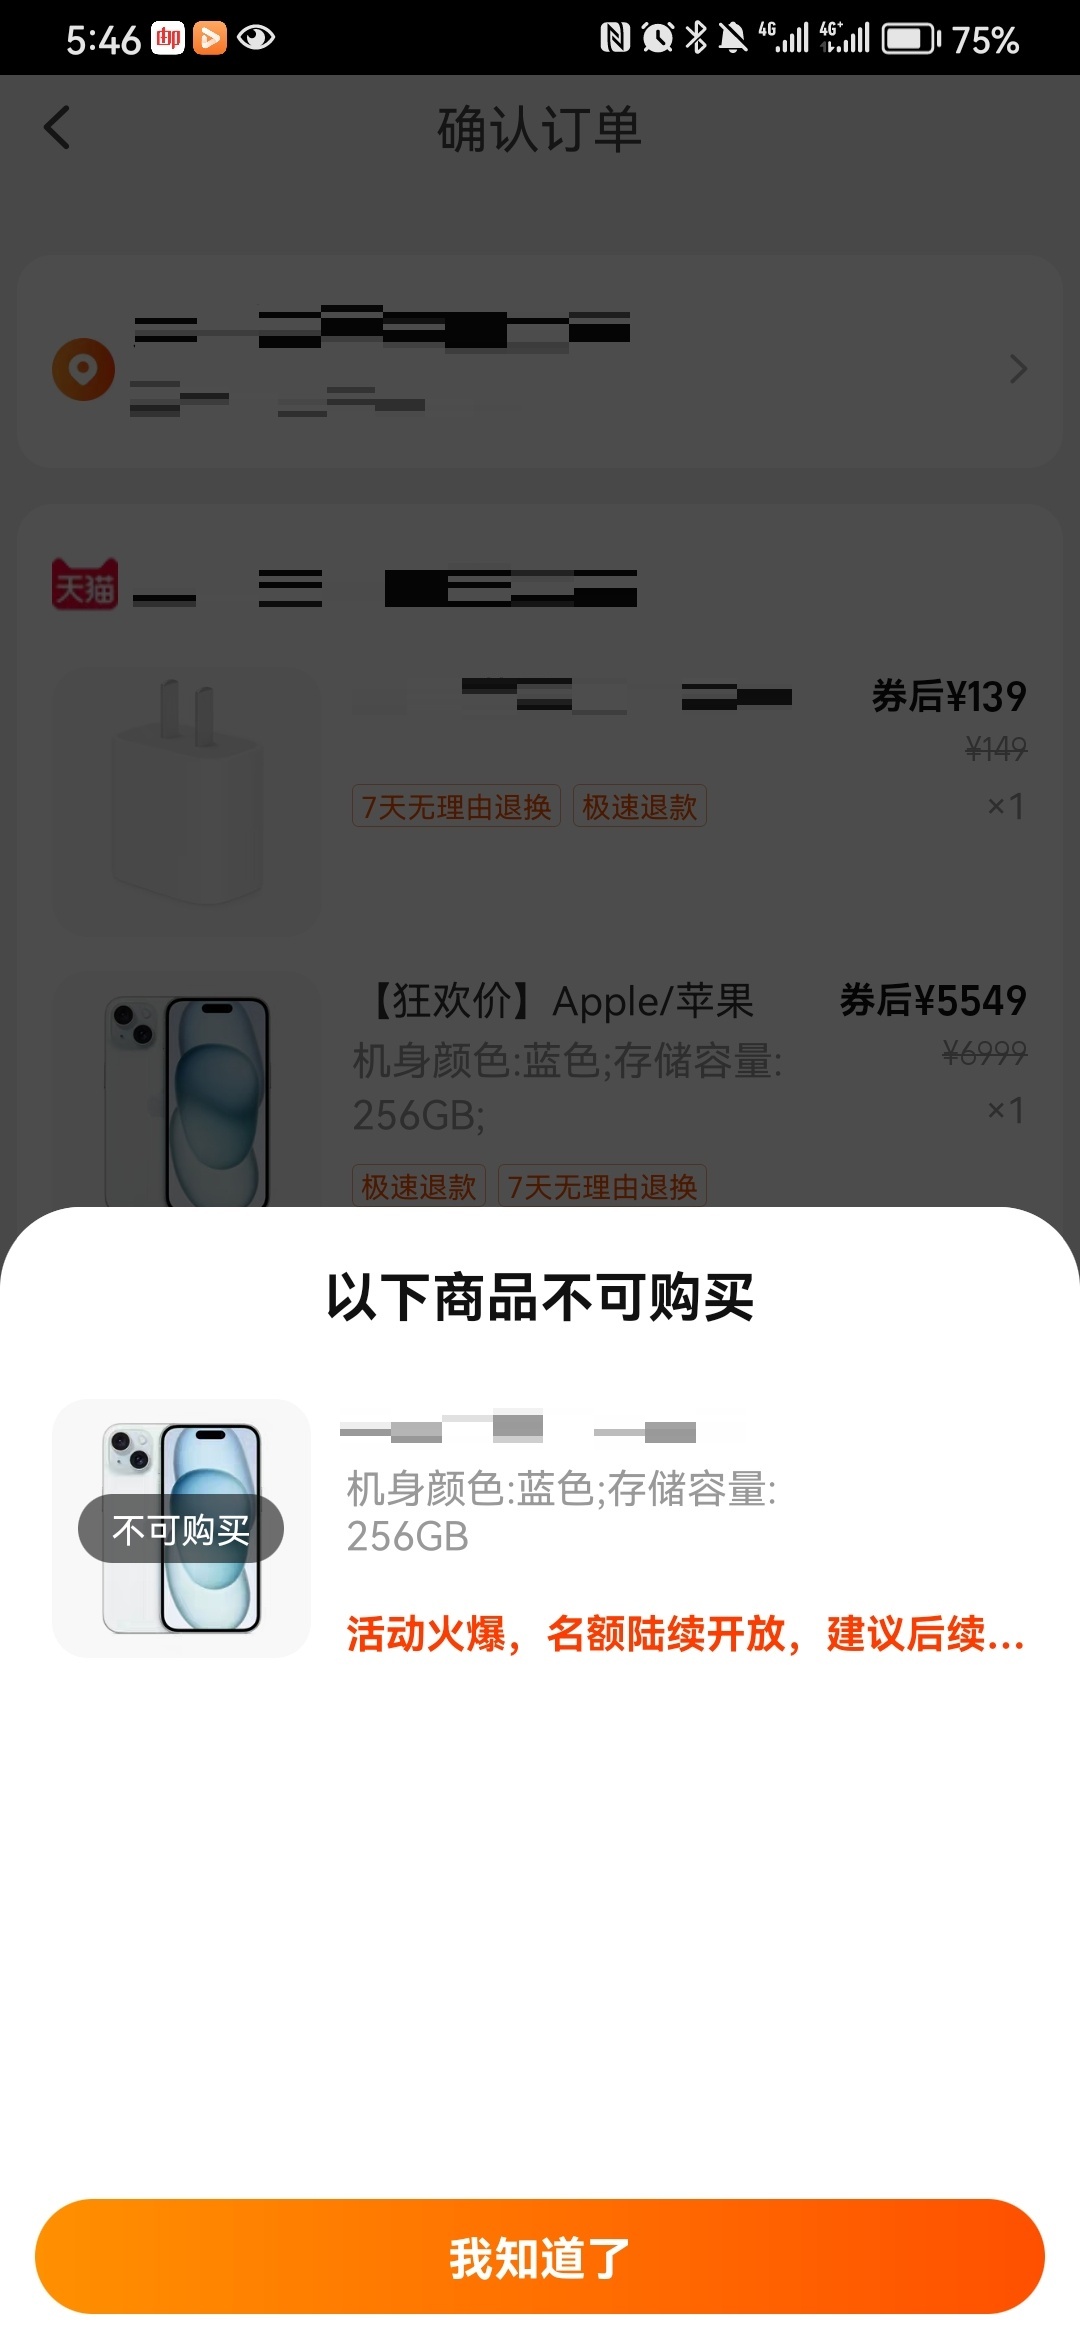 5:46
4G
4G+
75%
确认订单
天猫
券后¥139
¥149
7天无理由退换 极速退款
×1
【狂欢价】Apple/苹果
券后¥5549
机身颜色:蓝色;存储容量:
¥6999
256GB;
×1
极速退款 7天无理由退换
以下商品不可购买
不可购买
机身颜色:蓝色;存储容量:
256GB
活动火爆，名额陆续开放，建议后续...
我知道了